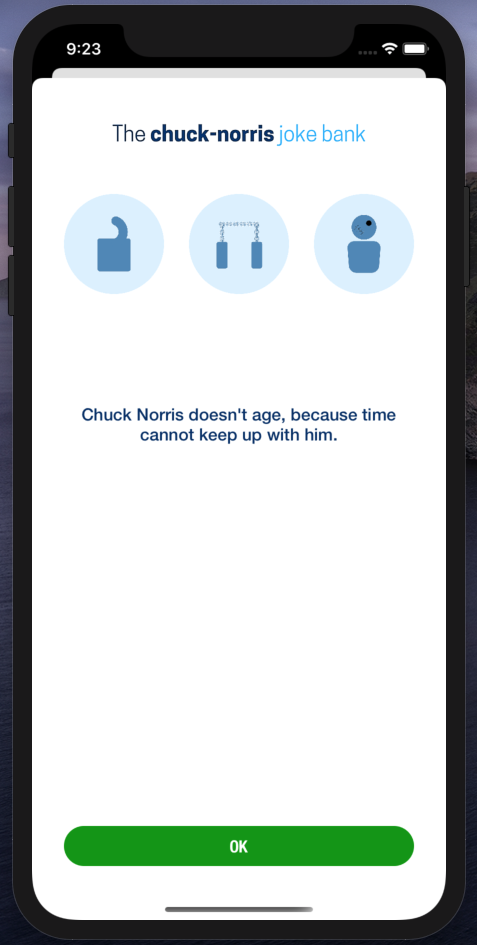 9:23
The chuck-norris joke bank
Chuck Norris doesn't age, because time
cannot keep up with him.
OK